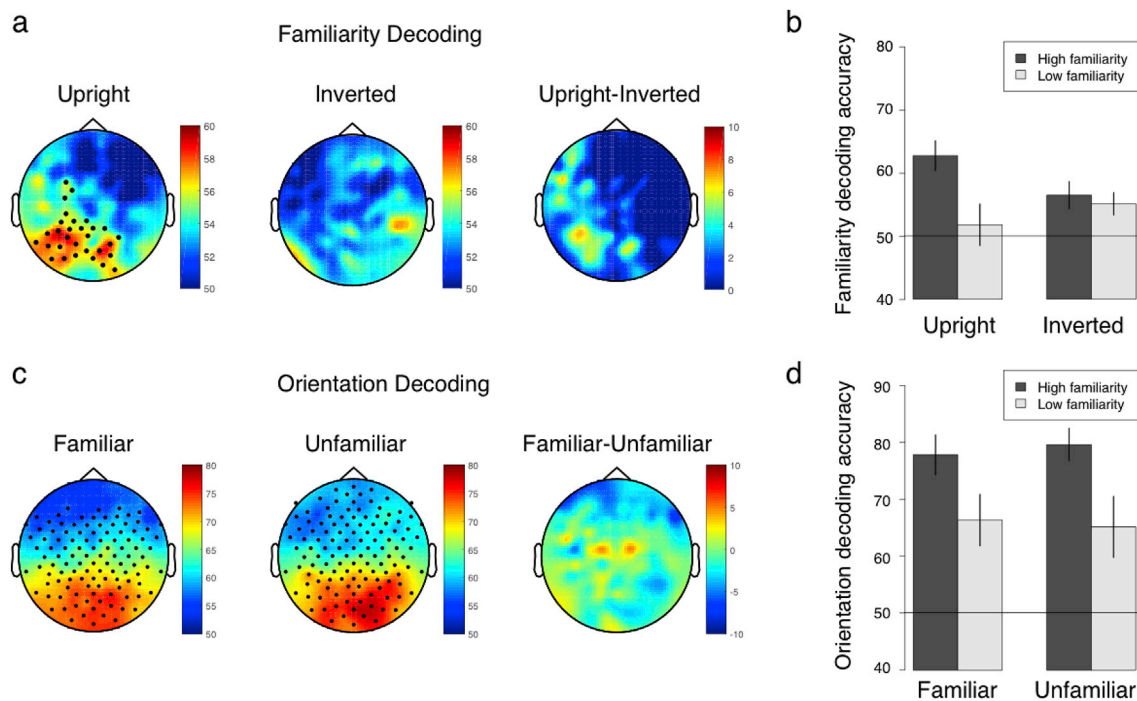 a
Familiarity Decoding
Upright
Inverted
Upright-Inverted
60
58
56
54
52
50
60
58
56
54
52
50
10
8
6
4
2
0
b
Familiarity decoding accuracy
80
70
60
50
40
High familiarity
Low familiarity
Upright
Inverted
c
Orientation Decoding
Familiar
Unfamiliar
Familiar-Unfamiliar
80
75
70
65
60
55
50
80
75
70
65
60
55
50
10
5
0
-5
-10
d
Orientation decoding accuracy
90
80
70
60
50
40
High familiarity
Low familiarity
Familiar
Unfamiliar